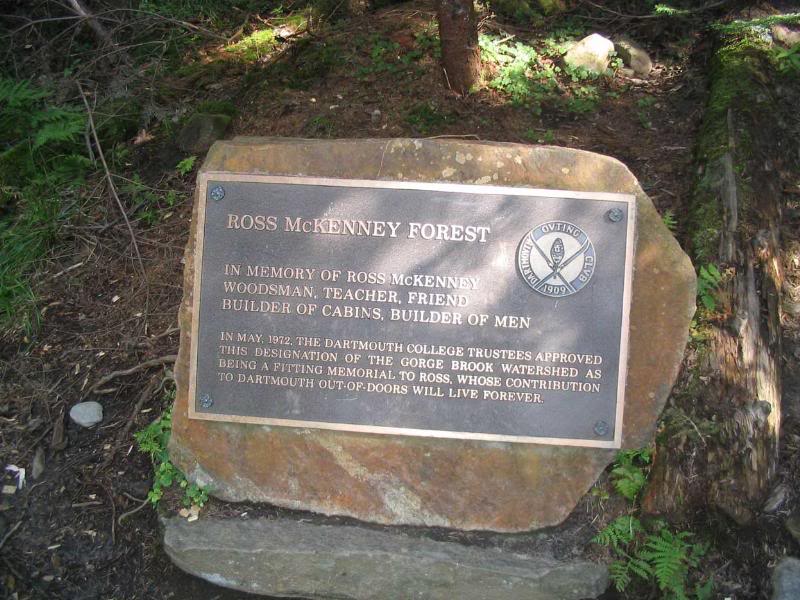 ROSS McKENNEY FOREST
DARTMOUTH OVTING CLVB
1909
IN MEMORY OF ROSS McKENNEY
WOODSMAN, TEACHER, FRIEND
BUILDER OF CABINS, BUILDER OF MEN
IN MAY, 1972, THE DARTMOUTH COLLEGE TRUSTEES APPROVED
THIS DESIGNATION OF THE GORGE BROOK WATERSHED AS
BEING A FITTING MEMORIAL TO ROSS, WHOSE CONTRIBUTION
TO DARTMOUTH OUT-OF-DOORS WILL LIVE FOREVER.